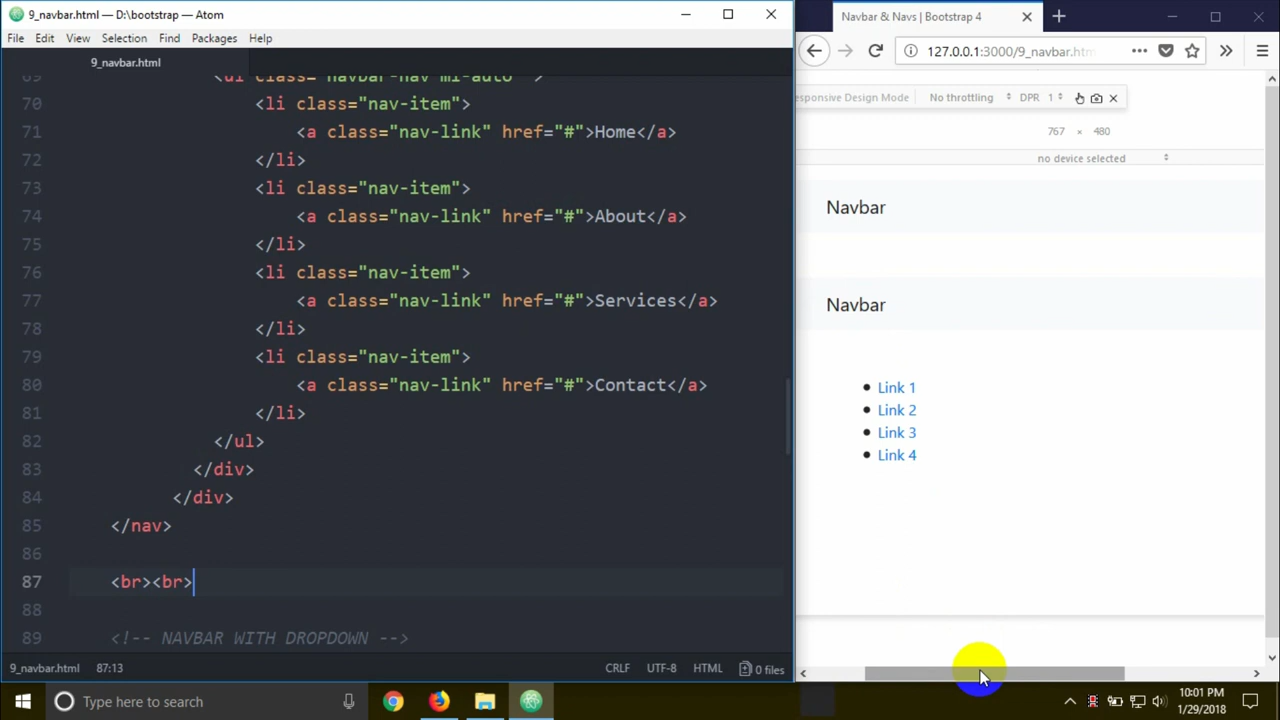 9_navbar.html — D:\bootstrap — Atom
File Edit View Selection Find Packages Help
9_navbar.html
69 <ul class="navbar-nav ml-auto ">
70 <li class="nav-item">
71 <a class="nav-link" href="#">Home</a>
72 </li>
73 <li class="nav-item">
74 <a class="nav-link" href="#">About</a>
75 </li>
76 <li class="nav-item">
77 <a class="nav-link" href="#">Services</a>
78 </li>
79 <li class="nav-item">
80 <a class="nav-link" href="#">Contact</a>
81 </li>
82 </ul>
83 </div>
84 </div>
85 </nav>
86
87 <br><br>
88
89 <!-- NAVBAR WITH DROPDOWN -->
9_navbar.html 87:13 CRLF UTF-8 HTML 0 files
Navbar & Navs | Bootstrap 4
127.0.0.1:3000/9_navbar.htm
esponsive Design Mode No throttling DPR 1
767 × 480
no device selected
Navbar
Navbar
Link 1
Link 2
Link 3
Link 4
Type here to search
10:01 PM
1/29/2018